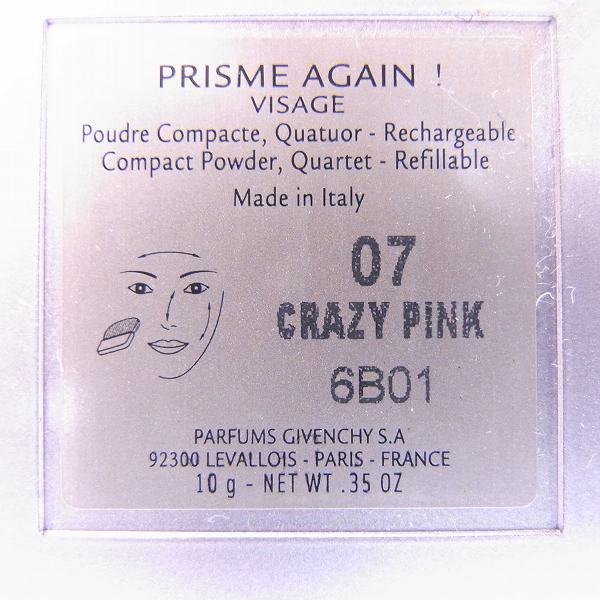 PRISME AGAIN !
VISAGE
Poudre Compacte, Quatuor - Rechargeable
Compact Powder, Quartet - Refillable
Made in Italy
07
CRAZY PINK
6B01
PARFUMS GIVENCHY S.A
92300 LEVALLOIS - PARIS - FRANCE
10 g - NET WT .35 OZ